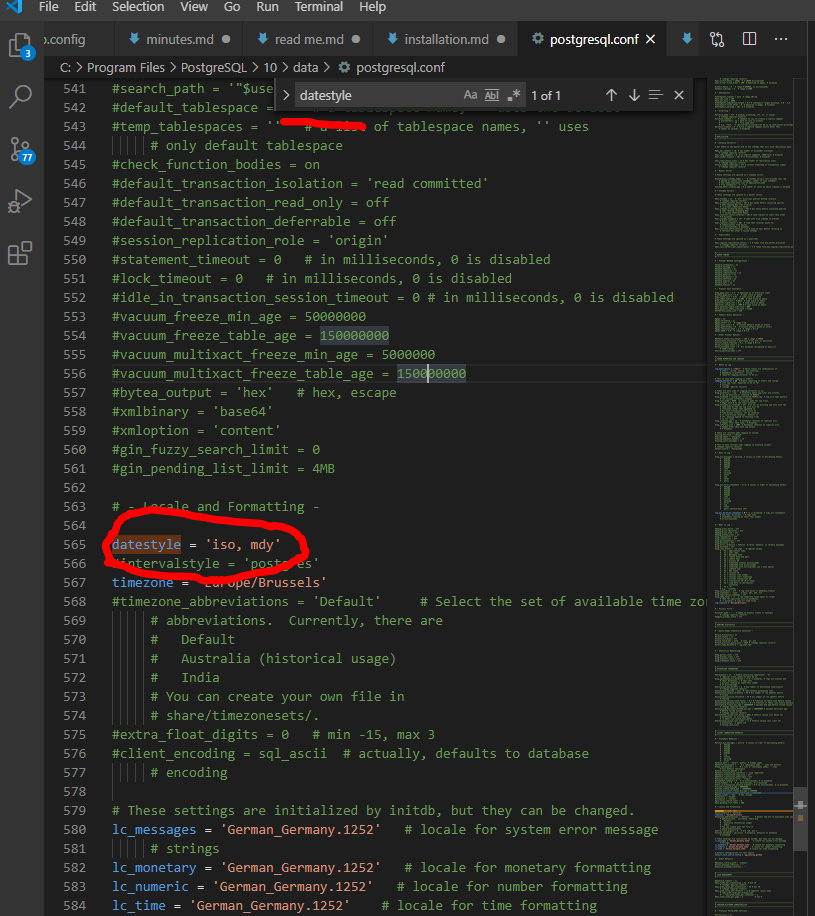 File Edit Selection View Go Run Terminal Help
o.config minutes.md read me.md installation.md postgresql.conf
C: > Program Files > PostgreSQL > 10 > data > postgresql.conf
datestyle Aa Abl .* 1 of 1
541 #search_path = '"$use
542 #default_tablespace =
543 #temp_tablespaces = '' # a list of tablespace names, '' uses
544 # only default tablespace
545 #check_function_bodies = on
546 #default_transaction_isolation = 'read committed'
547 #default_transaction_read_only = off
548 #default_transaction_deferrable = off
549 #session_replication_role = 'origin'
550 #statement_timeout = 0 # in milliseconds, 0 is disabled
551 #lock_timeout = 0 # in milliseconds, 0 is disabled
552 #idle_in_transaction_session_timeout = 0 # in milliseconds, 0 is disabled
553 #vacuum_freeze_min_age = 50000000
554 #vacuum_freeze_table_age = 150000000
555 #vacuum_multixact_freeze_min_age = 5000000
556 #vacuum_multixact_freeze_table_age = 150000000
557 #bytea_output = 'hex' # hex, escape
558 #xmlbinary = 'base64'
559 #xmloption = 'content'
560 #gin_fuzzy_search_limit = 0
561 #gin_pending_list_limit = 4MB
562
563 # - Locale and Formatting -
564
565 datestyle = 'iso, mdy'
566 #intervalstyle = 'postgres'
567 timezone = 'Europe/Brussels'
568 #timezone_abbreviations = 'Default' # Select the set of available time zon
569 # abbreviations. Currently, there are
570 # Default
571 # Australia (historical usage)
572 # India
573 # You can create your own file in
574 # share/timezonesets/.
575 #extra_float_digits = 0 # min -15, max 3
576 #client_encoding = sql_ascii # actually, defaults to database
577 # encoding
578
579 # These settings are initialized by initdb, but they can be changed.
580 lc_messages = 'German_Germany.1252' # locale for system error message
581 # strings
582 lc_monetary = 'German_Germany.1252' # locale for monetary formatting
583 lc_numeric = 'German_Germany.1252' # locale for number formatting
584 lc_time = 'German_Germany.1252' # locale for time formatting
3
77